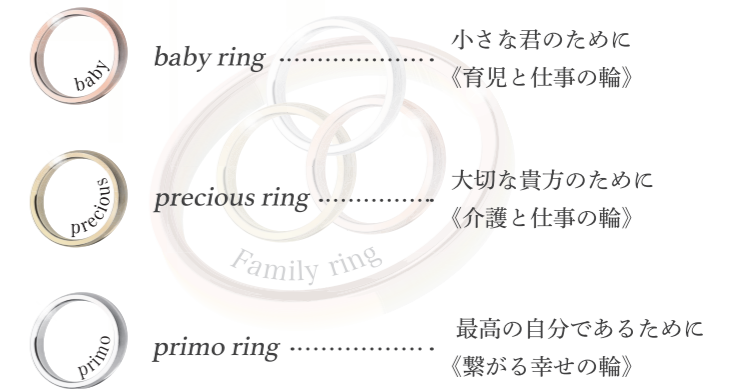 baby
baby ring
小さな君のために
《育児と仕事の輪》
precious
precious ring
大切な貴方のために
《介護と仕事の輪》
Family ring
primo
primo ring
最高の自分であるために
《繋がる幸せの輪》